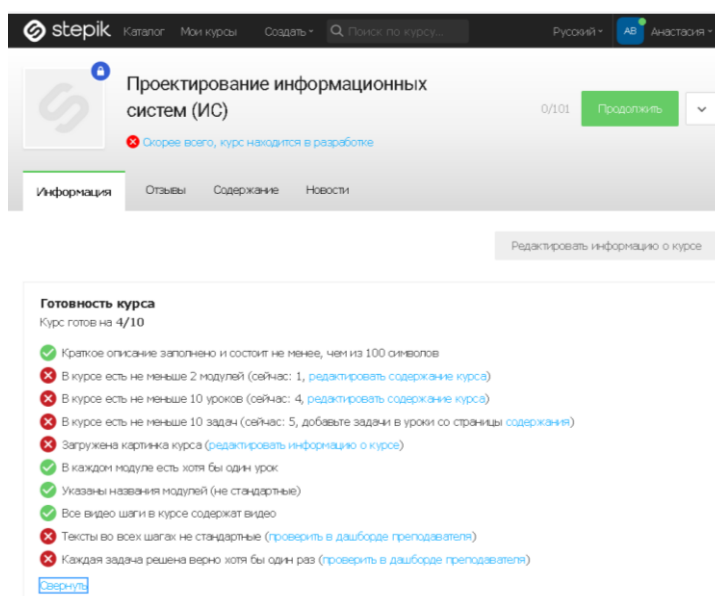 stepik Каталог Мои курсы Создать Поиск по курсу... Русский АВ Анастасия
Проектирование информационных
систем (ИС)
0/101 Продолжить
Скорее всего, курс находится в разработке
Информация Отзывы Содержание Новости
Редактировать информацию о курсе
Готовность курса
Курс готов на 4/10
Краткое описание заполнено и состоит не менее, чем из 100 символов
В курсе есть не меньше 2 модулей (сейчас: 1, редактировать содержание курса)
В курсе есть не меньше 10 уроков (сейчас: 4, редактировать содержание курса)
В курсе есть не меньше 10 задач (сейчас: 5, добавьте задачи в уроки со страницы содержания)
Загружена картинка курса (редактировать информацию о курсе)
В каждом модуле есть хотя бы один урок
Указаны названия модулей (не стандартные)
Все видео шаги в курсе содержат видео
Тексты во всех шагах не стандартные (проверить в дашборде преподавателя)
Каждая задача решена верно хотя бы один раз (проверить в дашборде преподавателя)
Свернуть